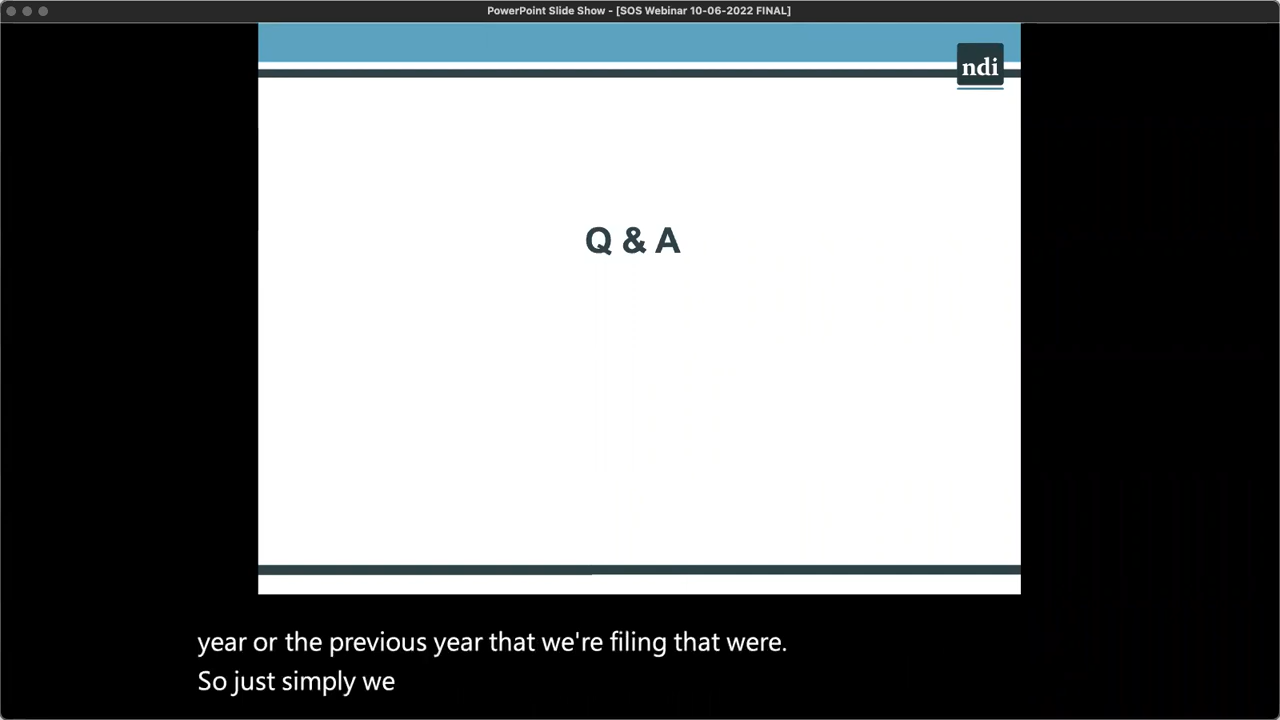 PowerPoint Slide Show - [SOS Webinar 10-06-2022 FINAL]
ndi
Q & A
year or the previous year that we're filing that were.
So just simply we